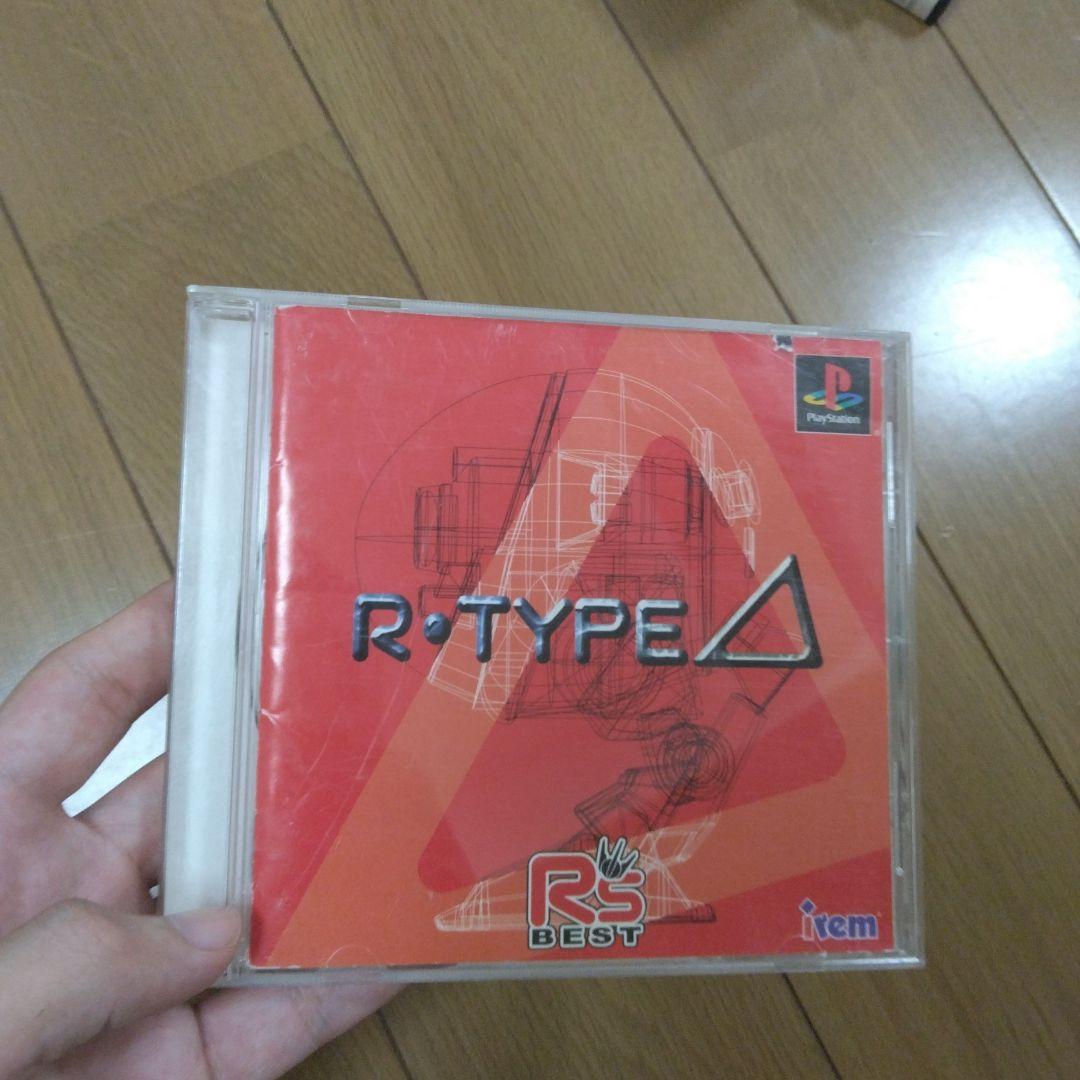 PlayStation
R•TYPE Δ
R's
BEST
irem